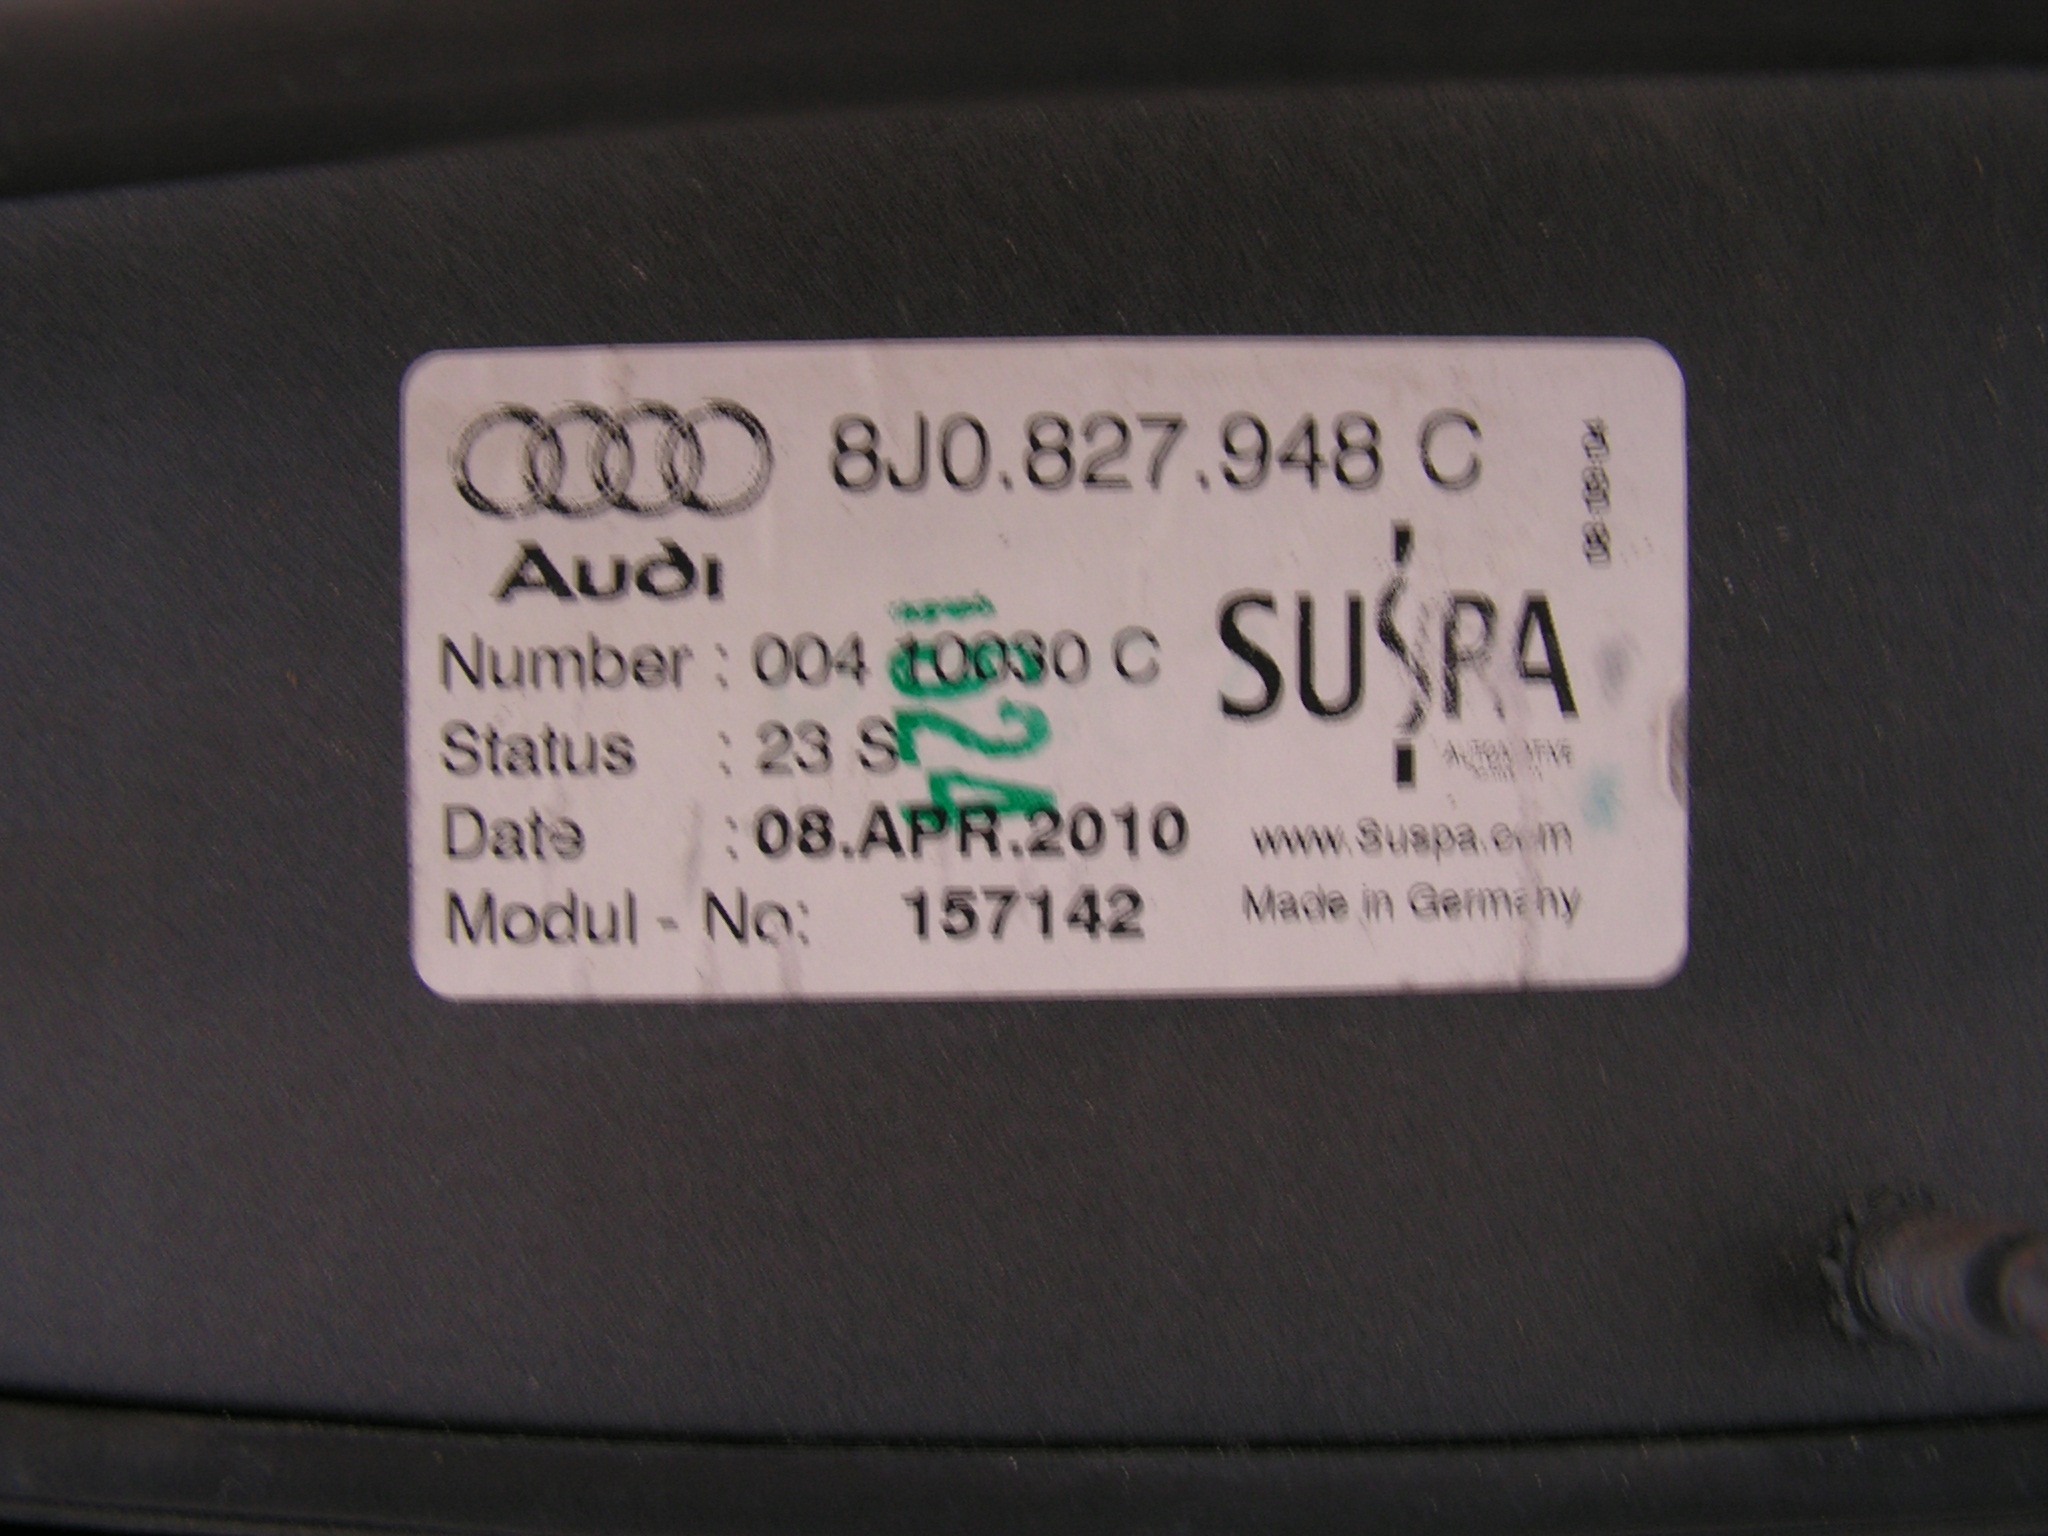 8J0.827.948 C
Audi
Number : 004 10030 C
SUSPA
Status : 23 S
Date : 08.APR.2010
www.Suspa.com
Modul - No: 157142
Made in Germany